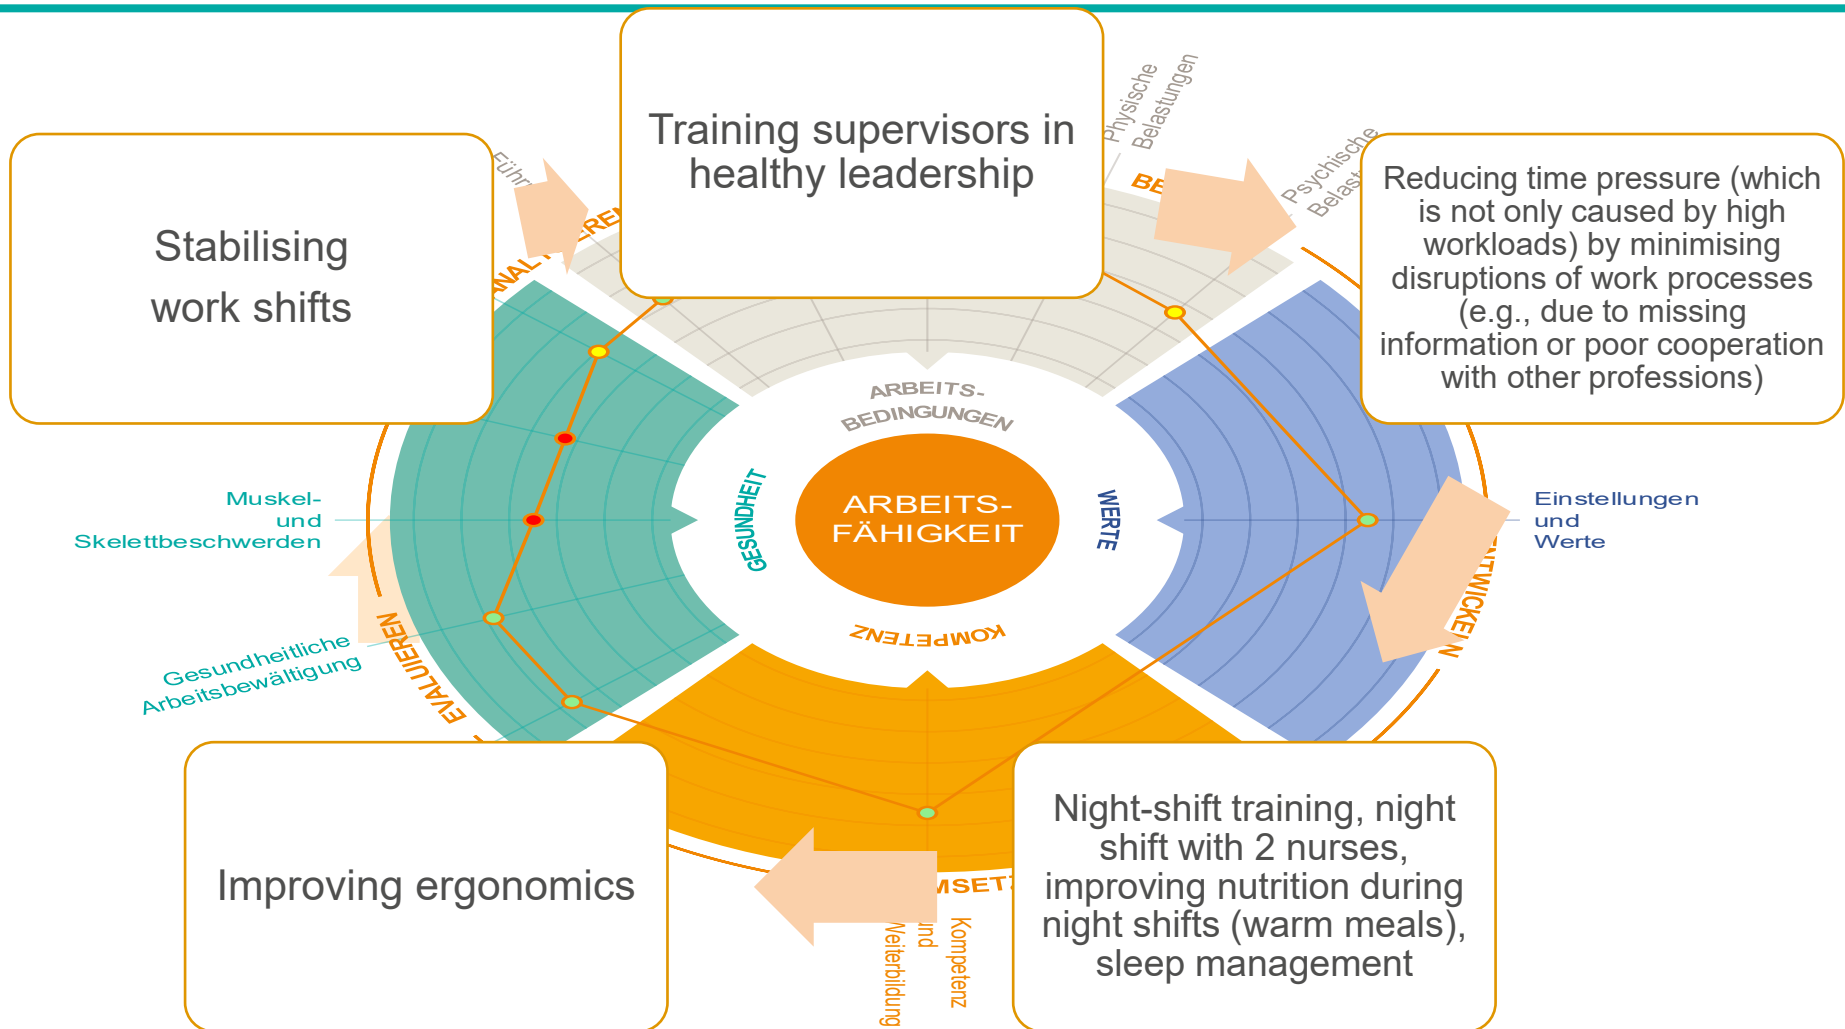 Training supervisors in
healthy leadership
Physische
Belastungen
Psychische
Stabilising
work shifts
Reducing time pressure (which
is not only caused by high
workloads) by minimising
disruptions of work processes
(e.g., due to missing
information or poor cooperation
with other professions)
ARBEITS-
BEDINGUNGEN
GESUNDHEIT
ARBEITS-
FÄHIGKEIT
WERTE
KOMPETENZ
Muskel-
und
Skelettbeschwerden
Einstellungen
und
Werte
Gesundheitliche
Arbeitsbewältigung
EVALUIEREN
Improving ergonomics
Night-shift training, night
shift with 2 nurses,
improving nutrition during
night shifts (warm meals),
sleep management
Kompetenz
und
Weiterbildung